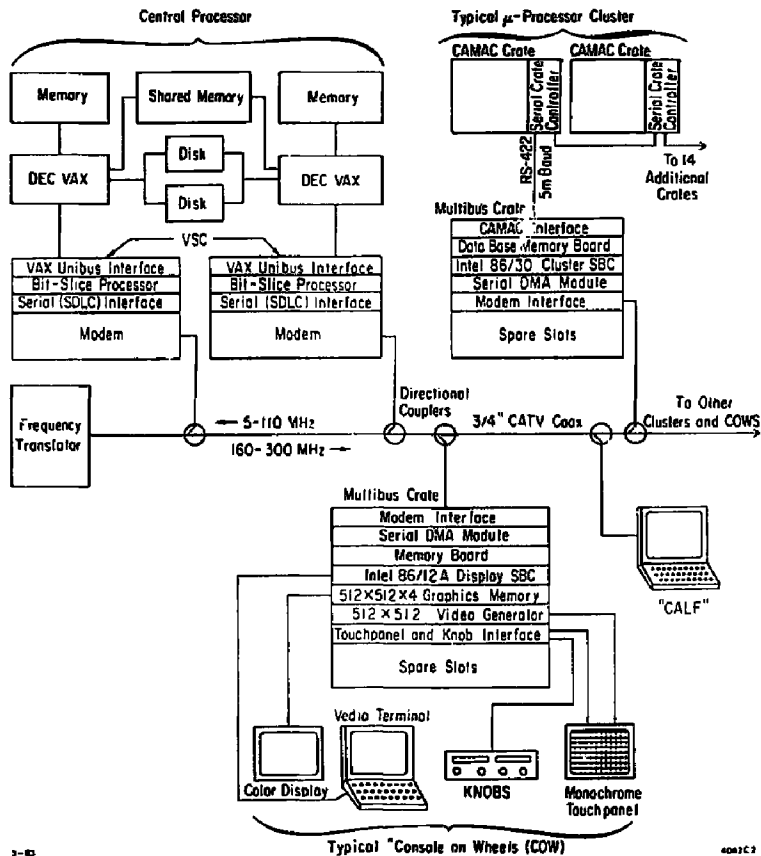 Central Processor
Typical μ-Processor Cluster
CAMAC Crate
CAMAC Crate
Memory
Shared Memory
Memory
Serial Crate
Controller
Serial Crate
Controller
Disk
DEC VAX
DEC VAX
Disk
RS-422
5m Baud
To 14
Additional
Crates
Multibus Crate
VSC
CAMAC Interface
Data Base Memory Board
Intel 86/30 Cluster SBC
Serial DMA Module
Modem Interface
Spare Slots
VAX Unibus Interface
Bit-Slice Processor
Serial (SDLC) Interface
Modem
VAX Unibus Interface
Bit-Slice Processor
Serial (SDLC) Interface
Modem
Frequency
Translator
5-110 MHz
160-300 MHz
Directional
Couplers
3/4" CATV Coax
To Other
Clusters and COWS
Multibus Crate
Modem Interface
Serial DMA Module
Memory Board
Intel 86/12A Display SBC
512×512×4 Graphics Memory
512 × 512 Video Generator
Touchpanel and Knob Interface
Spare Slots
"CALF"
Vedio Terminal
Color Display
KNOBS
Monochrome
Touchpanel
Typical "Console on Wheels (COW)